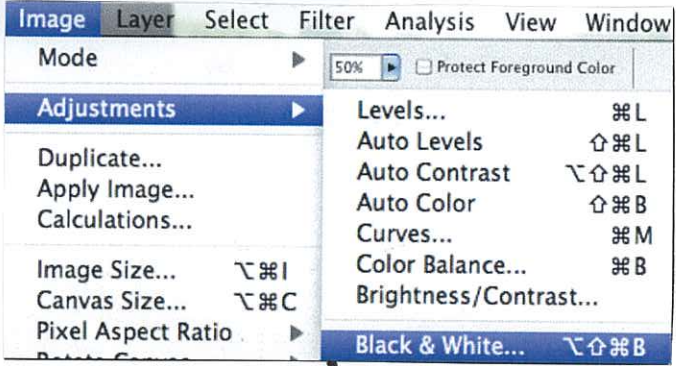 Image Layer Select Filter Analysis View Window
Mode
50% Protect Foreground Color
Adjustments
Duplicate...
Apply Image...
Calculations...
Image Size... ⌥⌘I
Canvas Size... ⌥⌘C
Pixel Aspect Ratio
Levels... ⌘L
Auto Levels ⇧⌘L
Auto Contrast ⌥⇧⌘L
Auto Color ⇧⌘B
Curves... ⌘M
Color Balance... ⌘B
Brightness/Contrast...
Black & White... ⌥⇧⌘B